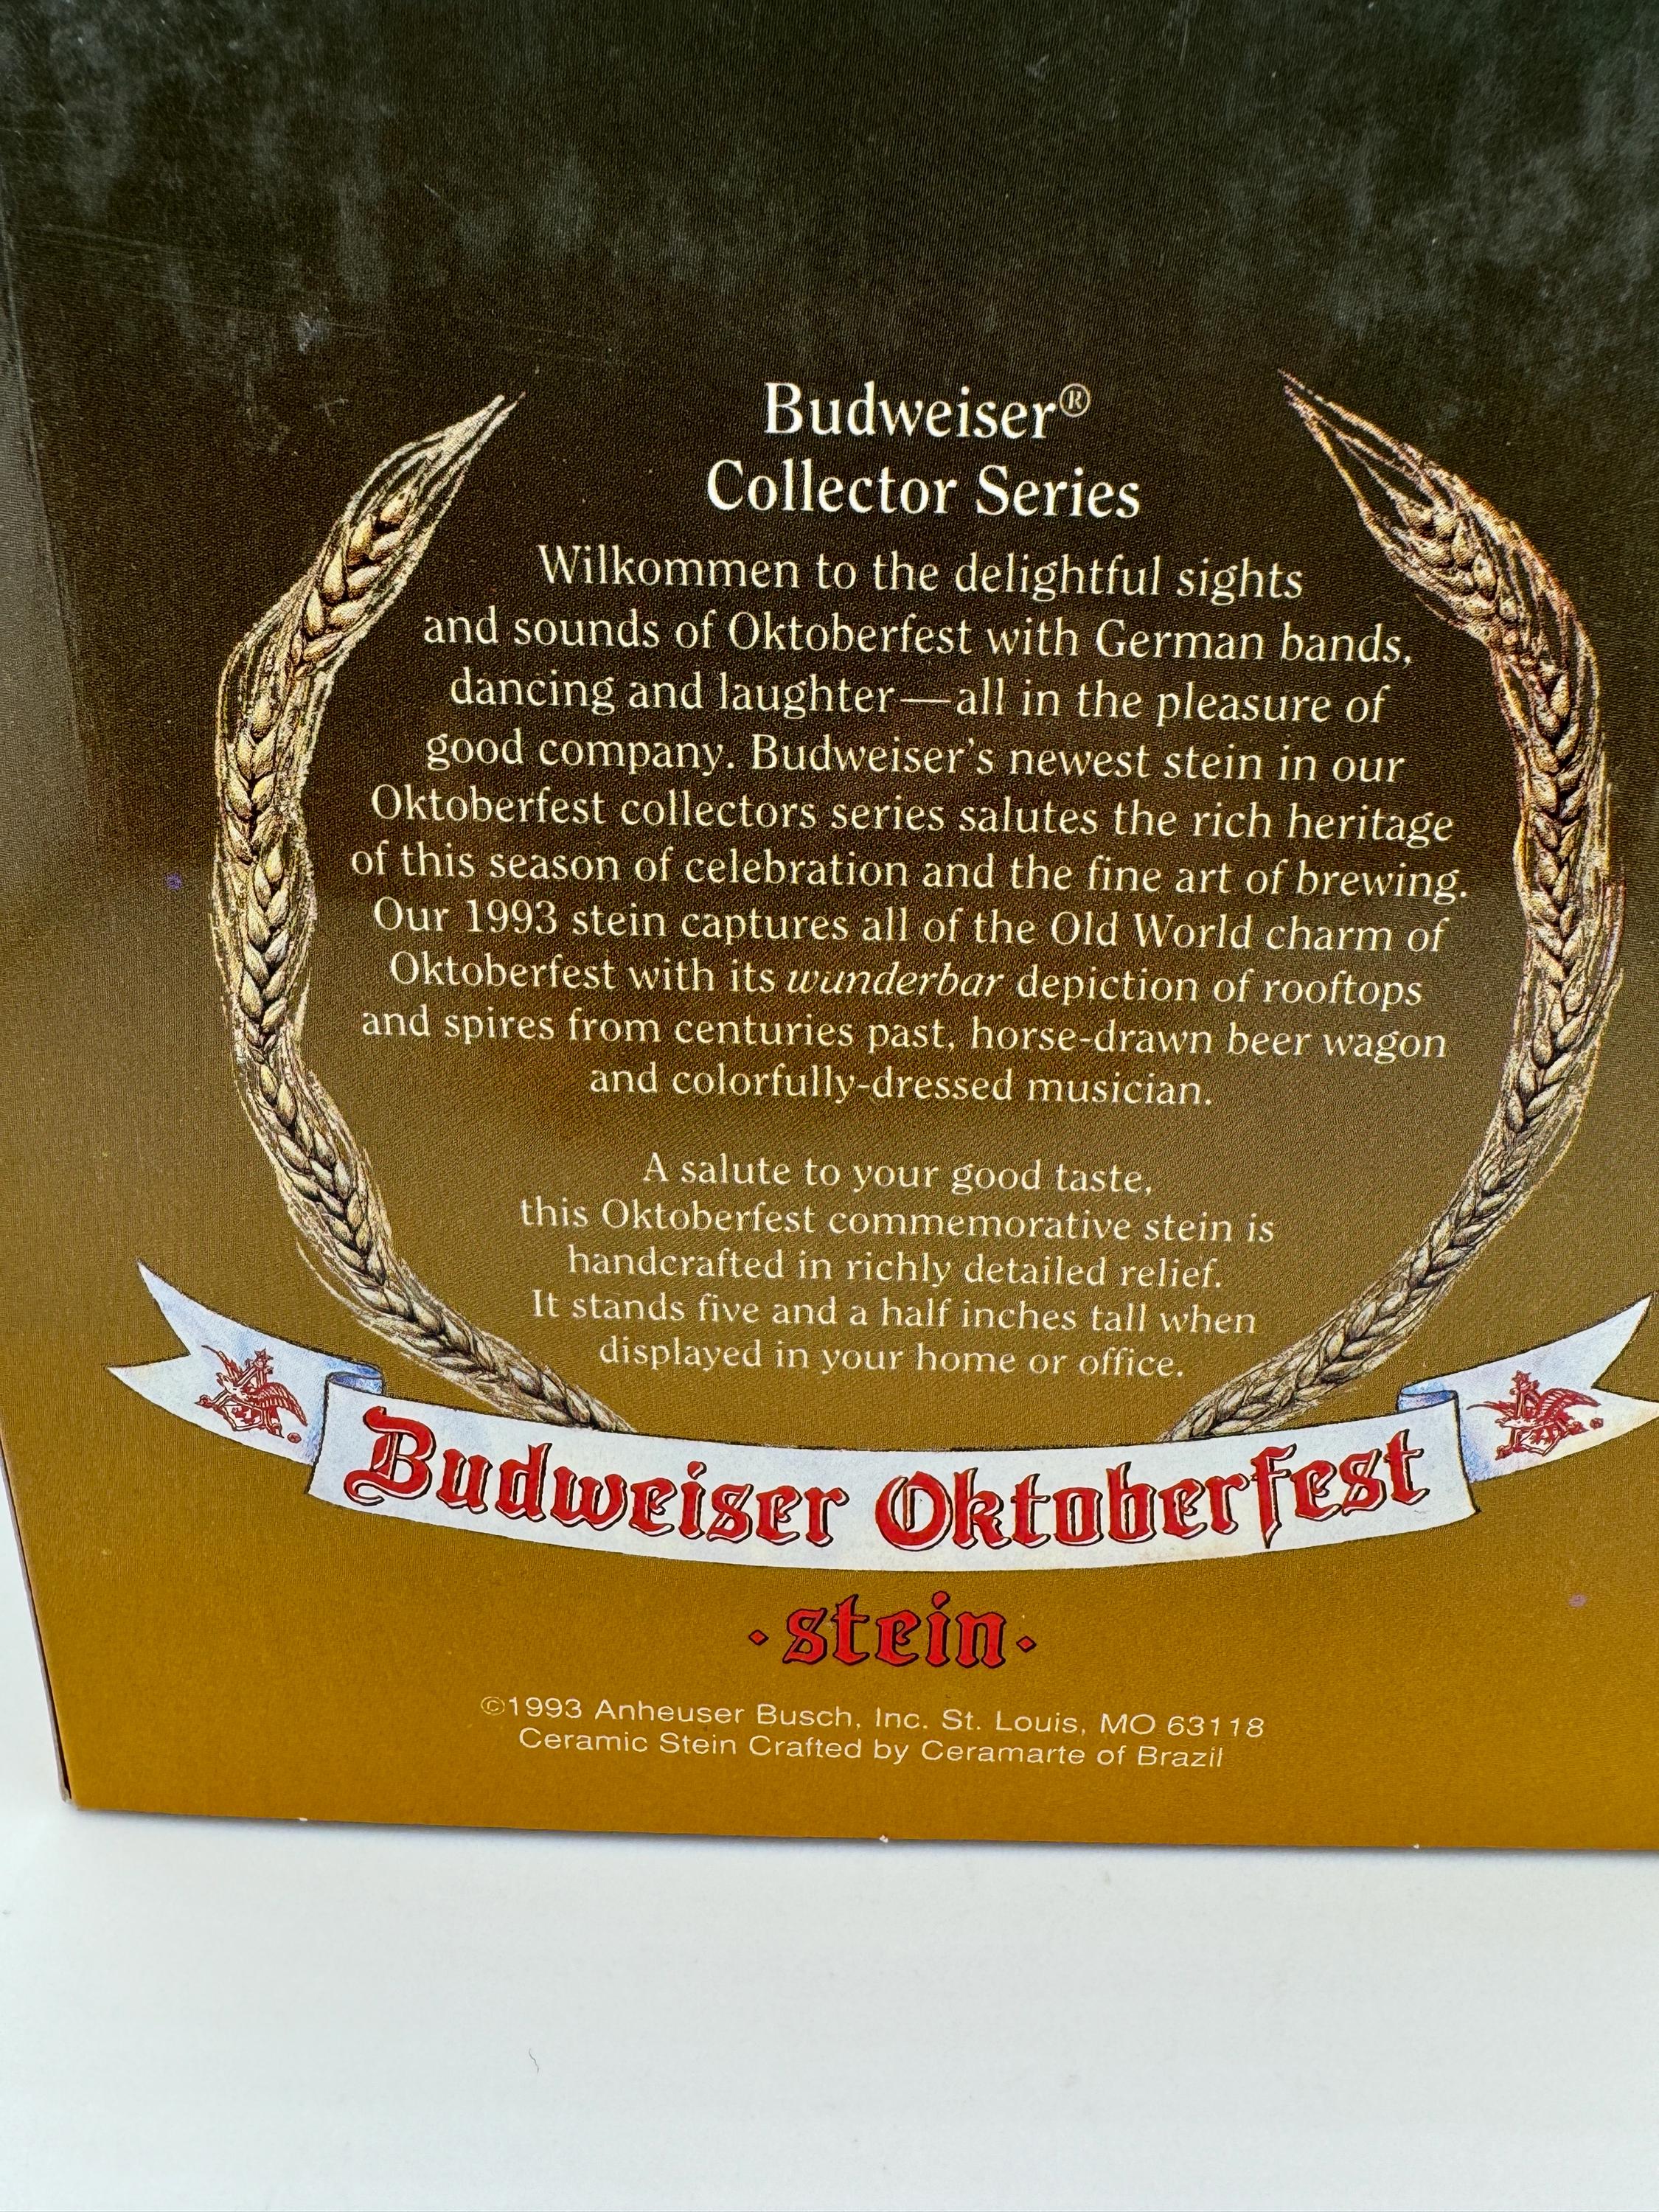 Budweiser®
Collector Series
Wilkommen to the delightful sights
and sounds of Oktoberfest with German bands,
dancing and laughter—all in the pleasure of
good company. Budweiser's newest stein in our
Oktoberfest collectors series salutes the rich heritage
of this season of celebration and the fine art of brewing.
Our 1993 stein captures all of the Old World charm of
Oktoberfest with its wunderbar depiction of rooftops
and spires from centuries past, horse-drawn beer wagon
and colorfully-dressed musician.
A salute to your good taste,
this Oktoberfest commemorative stein is
handcrafted in richly detailed relief.
It stands five and a half inches tall when
displayed in your home or office.
Budweiser Oktoberfest
· stein ·
©1993 Anheuser Busch, Inc. St. Louis, MO 63118
Ceramic Stein Crafted by Ceramarte of Brazil